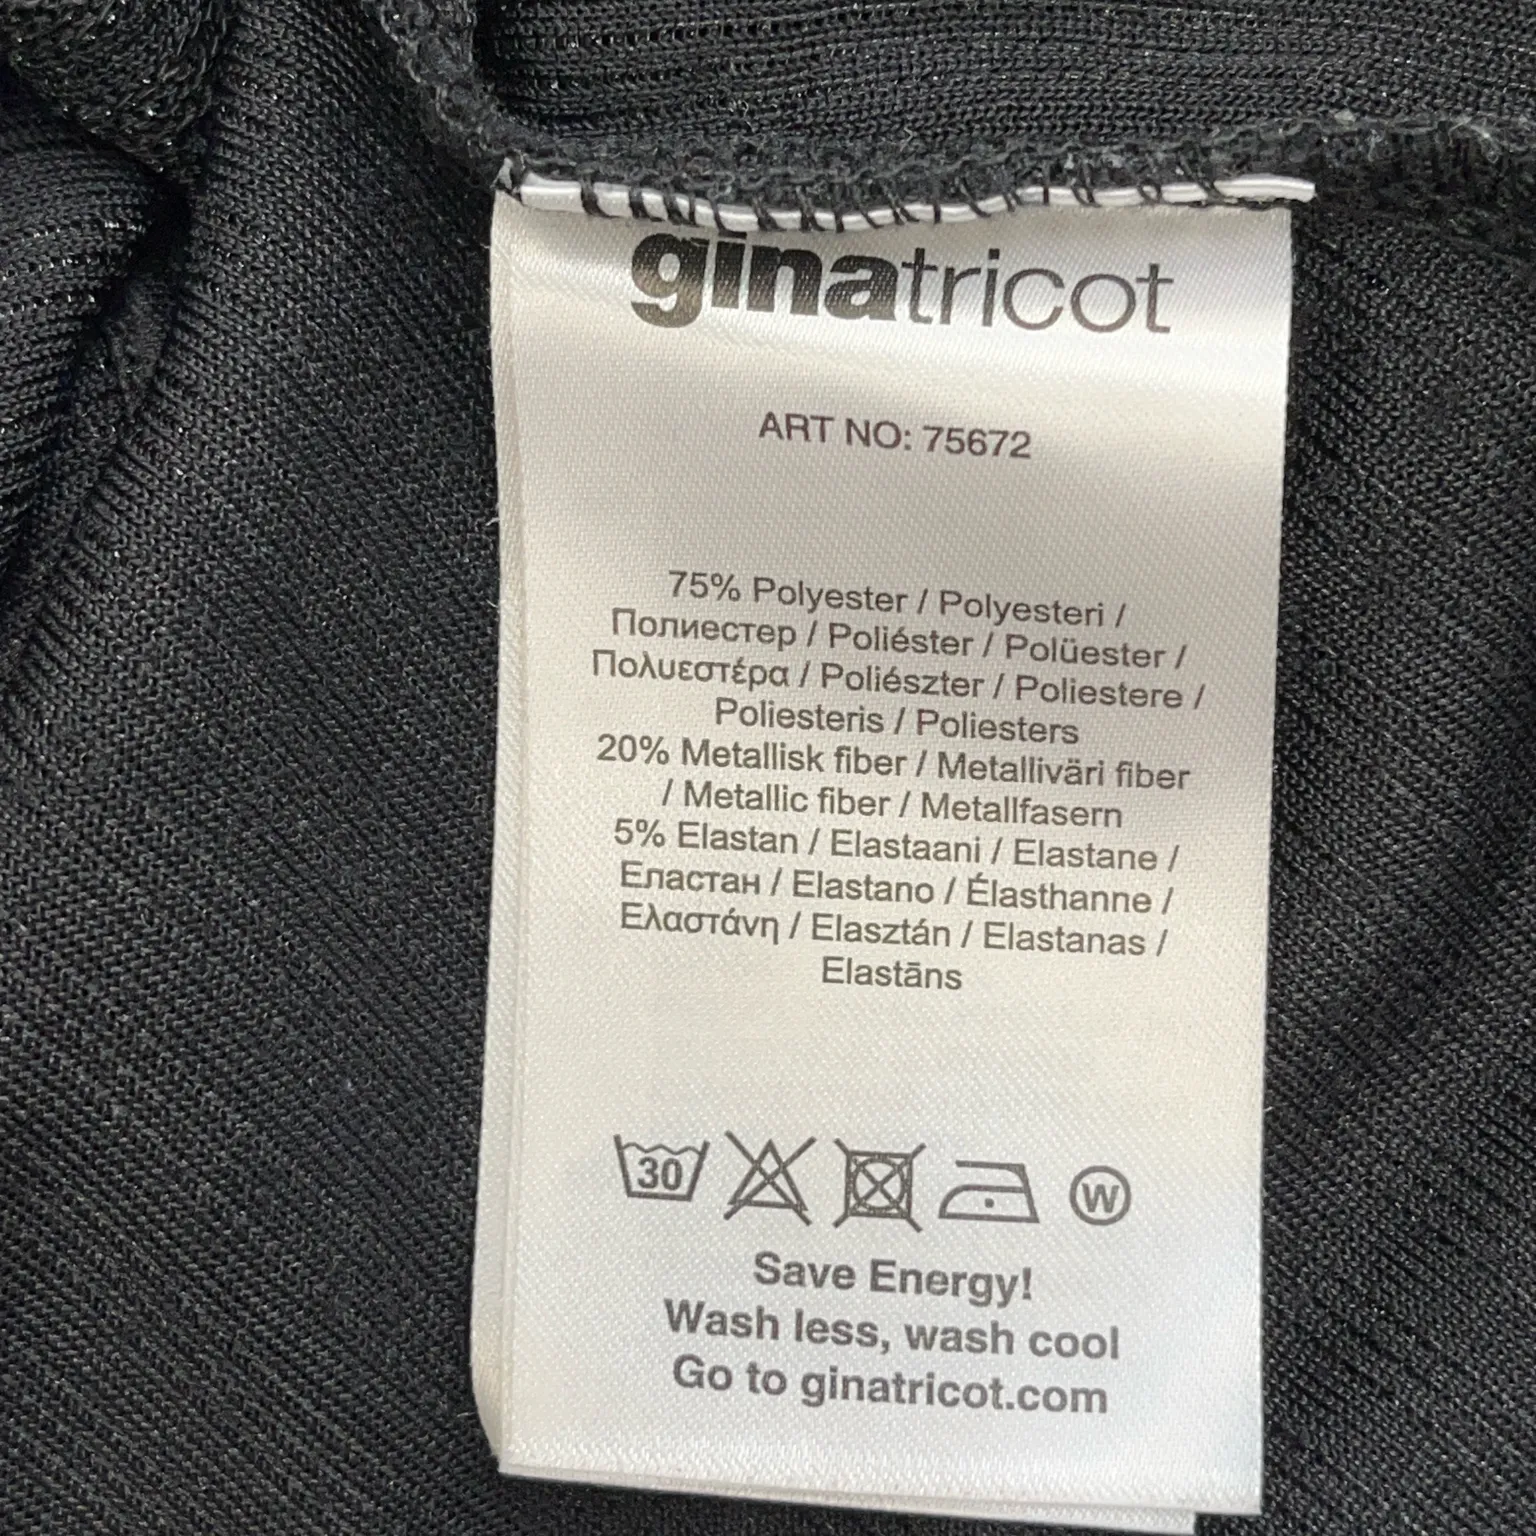 ginatricot
ART NO: 75672
75% Polyester / Polyesteri /
Полиестер / Poliéster / Polüester /
Πολυεστέρα / Poliészter / Poliestere /
Poliesteris / Poliesters
20% Metallisk fiber / Metalliväri fiber
/ Metallic fiber / Metallfasern
5% Elastan / Elastaani / Elastane /
Еластан / Elastano / Élasthanne /
Ελαστάνη / Elasztán / Elastanas /
Elastāns
30 W
Save Energy!
Wash less, wash cool
Go to ginatricot.com